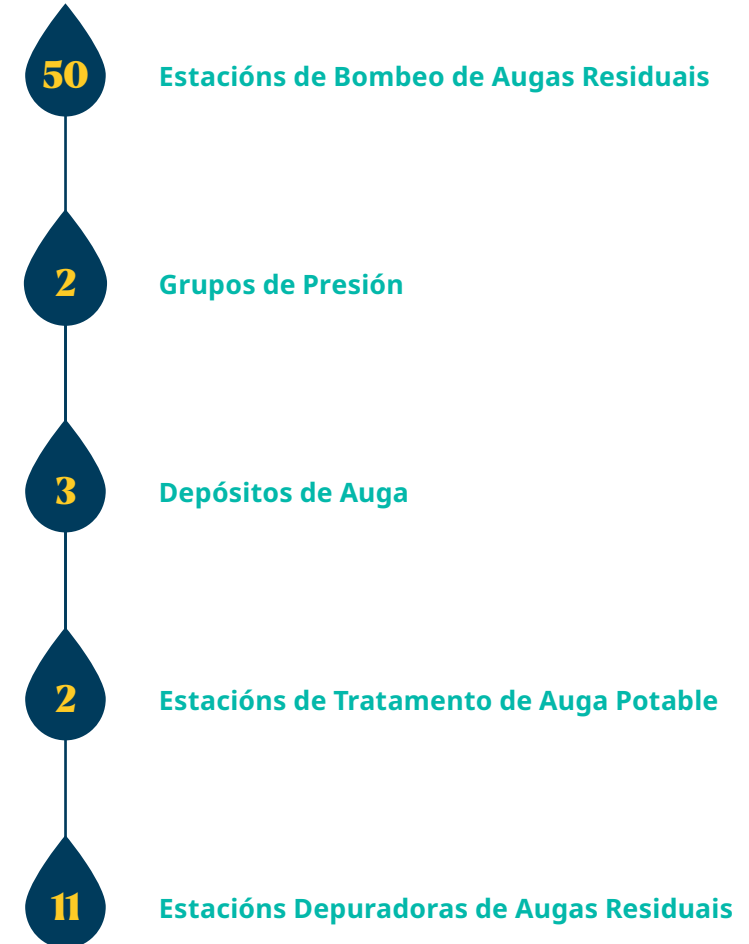 50 Estacións de Bombeo de Augas Residuais
2 Grupos de Presión
3 Depósitos de Auga
2 Estacións de Tratamento de Auga Potable
11 Estacións Depuradoras de Augas Residuais